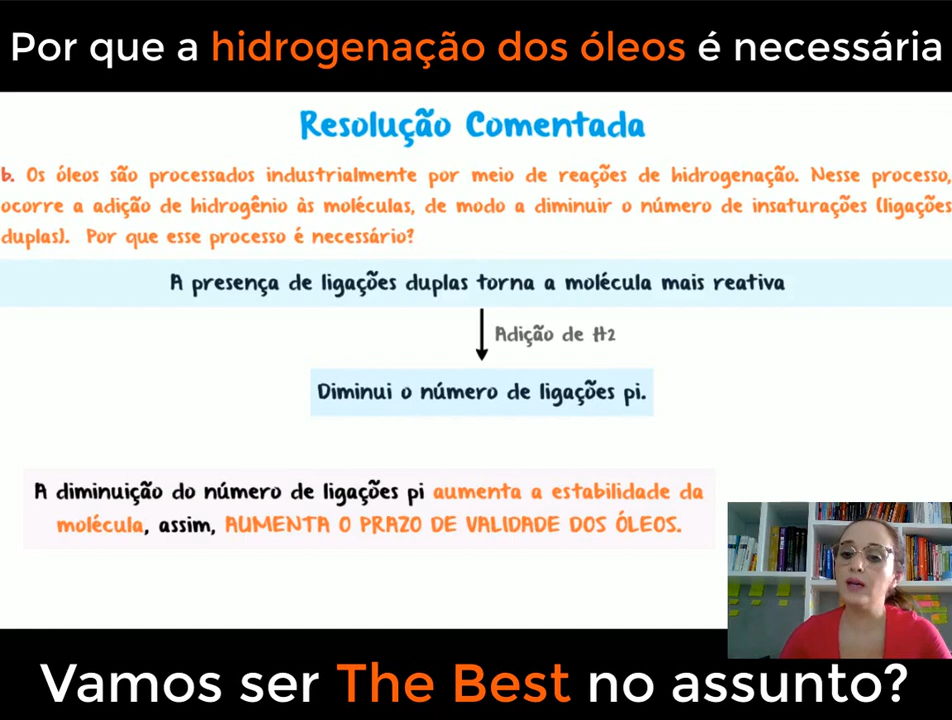 Por que a hidrogenação dos óleos é necessária
Resolução Comentada
b. Os óleos são processados industrialmente por meio de reações de hidrogenação. Nesse processo,
ocorre a adição de hidrogênio às moléculas, de modo a diminuir o número de insaturações (ligações
duplas). Por que esse processo é necessário?
A presença de ligações duplas torna a molécula mais reativa
Adição de H2
Diminui o número de ligações pi.
A diminuição do número de ligações pi aumenta a estabilidade da
molécula, assim, AUMENTA O PRAZO DE VALIDADE DOS ÓLEOS.
Vamos ser The Best no assunto?